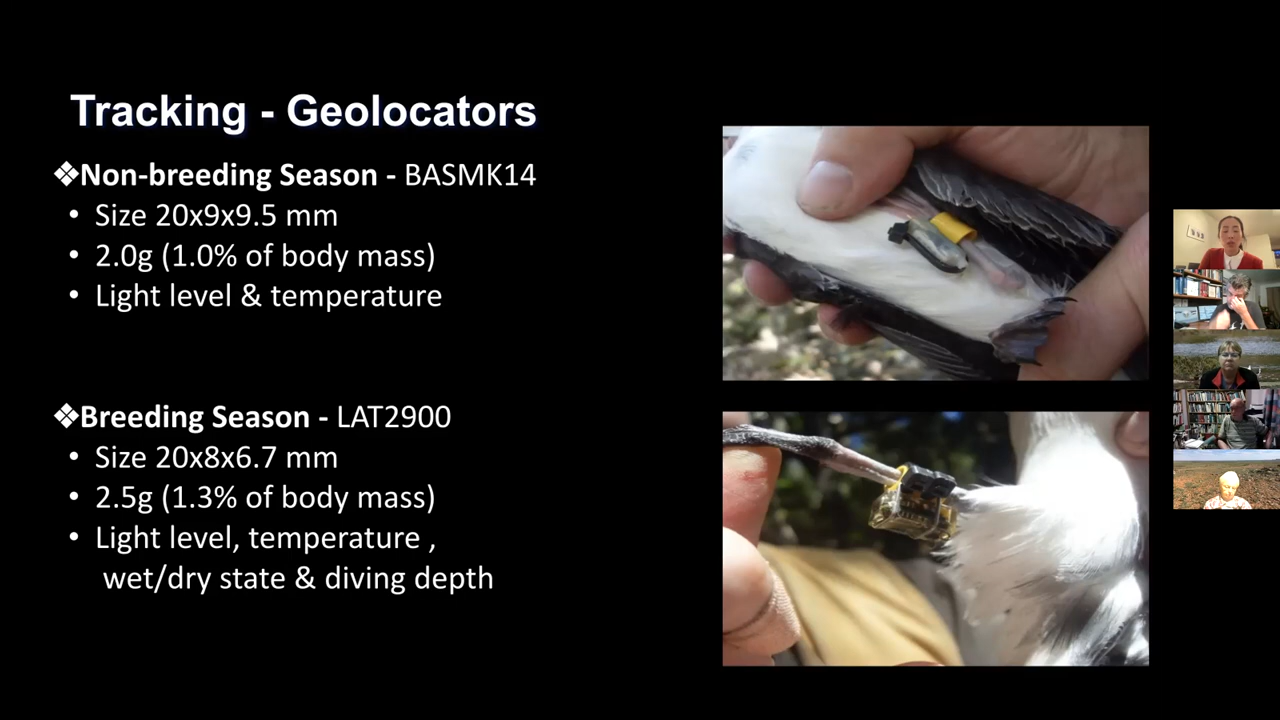 Tracking - Geolocators
❖Non-breeding Season - BASMK14
• Size 20x9x9.5 mm
• 2.0g (1.0% of body mass)
• Light level & temperature
❖Breeding Season - LAT2900
• Size 20x8x6.7 mm
• 2.5g (1.3% of body mass)
• Light level, temperature ,
wet/dry state & diving depth